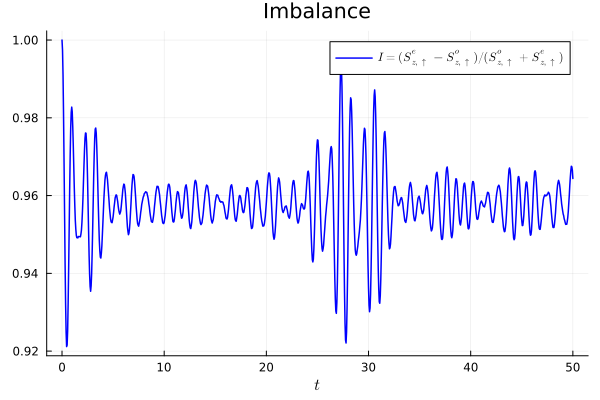 Imbalance
I = (S^e_{z,↑} − S^o_{z,↑})/(S^o_{z,↑} + S^e_{z,↑})
1.00
0.98
0.96
0.94
0.92
0 10 20 30 40 50
t